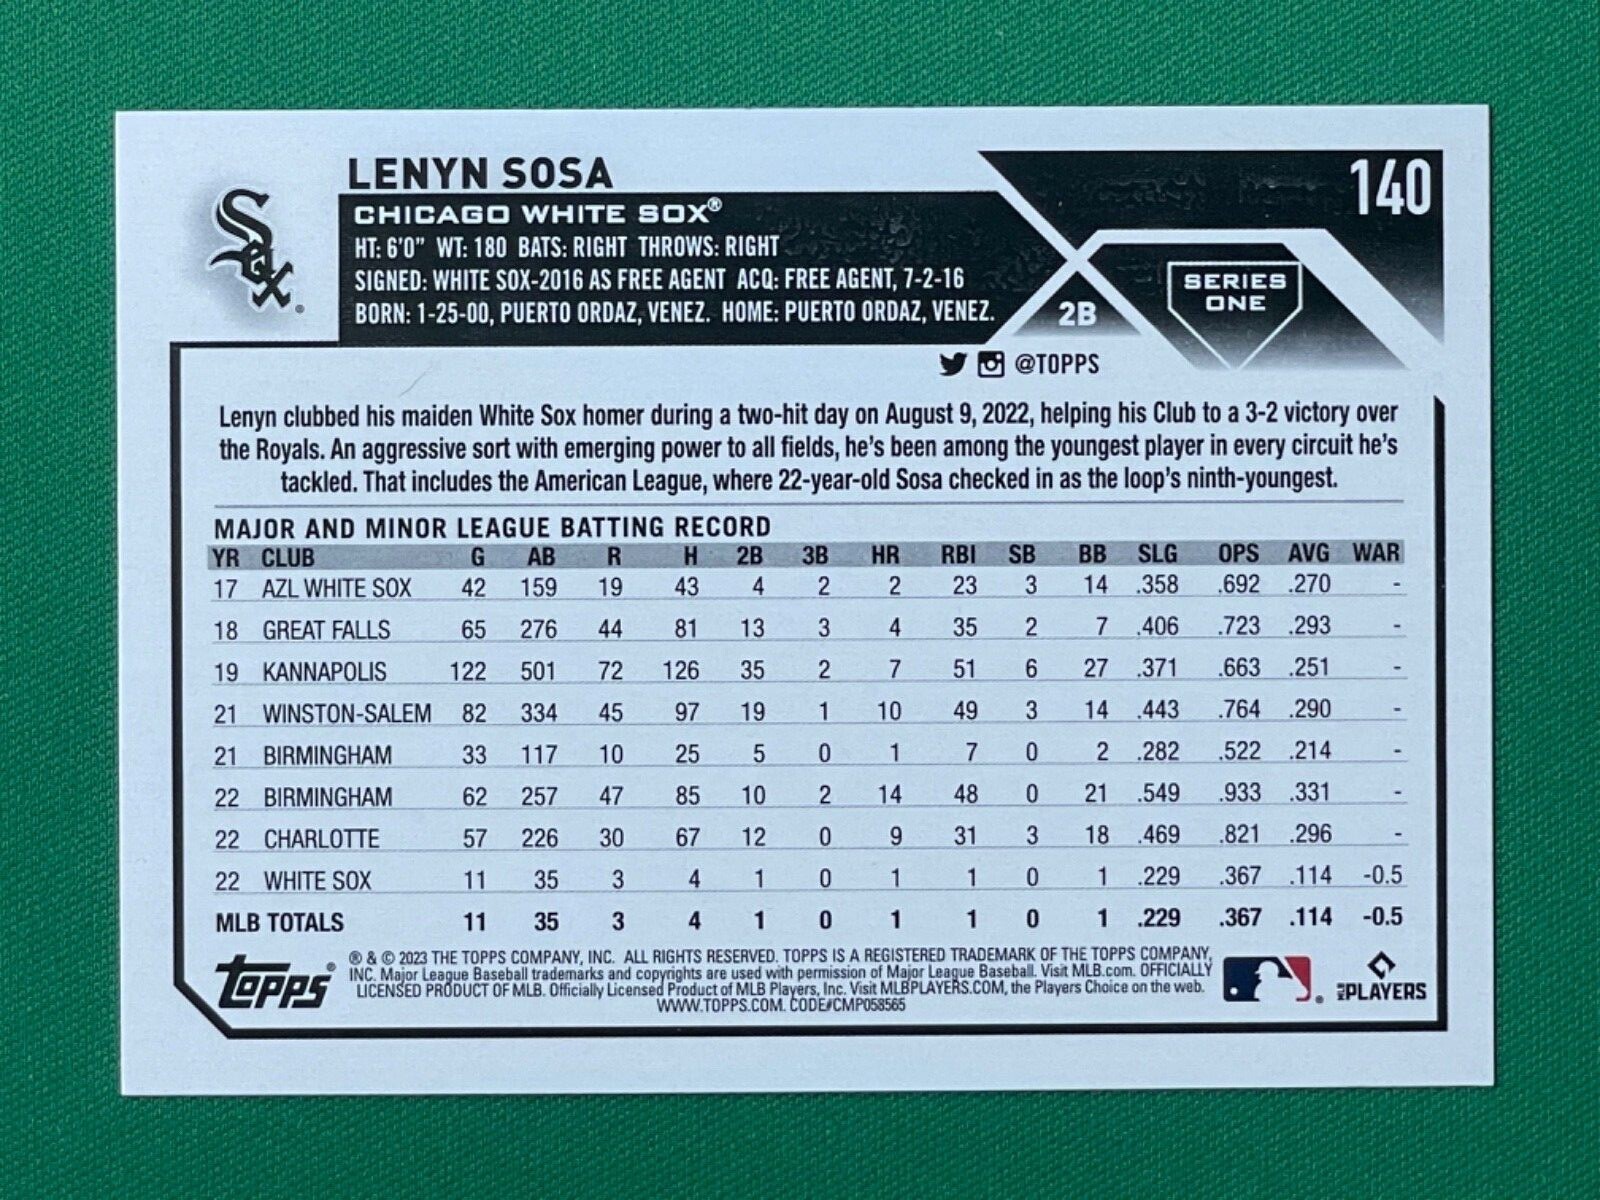 LENYN SOSA
140
CHICAGO WHITE SOX®
HT: 6'0" WT: 180 BATS: RIGHT THROWS: RIGHT
SIGNED: WHITE SOX-2016 AS FREE AGENT ACQ: FREE AGENT, 7-2-16
BORN: 1-25-00, PUERTO ORDAZ, VENEZ. HOME: PUERTO ORDAZ, VENEZ.
2B
SERIES
ONE
Sox®
@TOPPS
Lenyn clubbed his maiden White Sox homer during a two-hit day on August 9, 2022, helping his Club to a 3-2 victory over
the Royals. An aggressive sort with emerging power to all fields, he's been among the youngest player in every circuit he's
tackled. That includes the American League, where 22-year-old Sosa checked in as the loop's ninth-youngest.
MAJOR AND MINOR LEAGUE BATTING RECORD
YR CLUB G AB R H 2B 3B HR RBI SB BB SLG OPS AVG WAR
17 AZL WHITE SOX 42 159 19 43 4 2 2 23 3 14 .358 .692 .270 -
18 GREAT FALLS 65 276 44 81 13 3 4 35 2 7 .406 .723 .293 -
19 KANNAPOLIS 122 501 72 126 35 2 7 51 6 27 .371 .663 .251 -
21 WINSTON-SALEM 82 334 45 97 19 1 10 49 3 14 .443 .764 .290 -
21 BIRMINGHAM 33 117 10 25 5 0 1 7 0 2 .282 .522 .214 -
22 BIRMINGHAM 62 257 47 85 10 2 14 48 0 21 .549 .933 .331 -
22 CHARLOTTE 57 226 30 67 12 0 9 31 3 18 .469 .821 .296 -
22 WHITE SOX 11 35 3 4 1 0 1 1 0 1 .229 .367 .114 -0.5
MLB TOTALS 11 35 3 4 1 0 1 1 0 1 .229 .367 .114 -0.5
topps®
® & © 2023 THE TOPPS COMPANY, INC. ALL RIGHTS RESERVED. TOPPS IS A REGISTERED TRADEMARK OF THE TOPPS COMPANY,
INC. Major League Baseball trademarks and copyrights are used with permission of Major League Baseball. Visit MLB.com. OFFICIALLY
LICENSED PRODUCT OF MLB. Officially Licensed Product of MLB Players, Inc. Visit MLBPLAYERS.COM, the Players Choice on the web.
WWW.TOPPS.COM. CODE#CMP058565
MLB PLAYERS